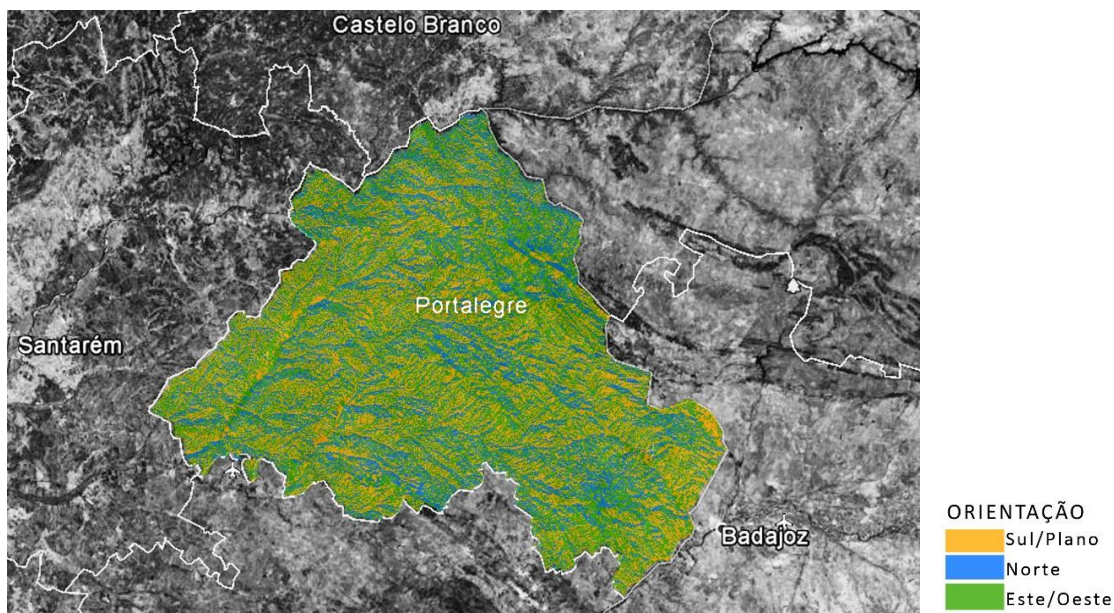 Castelo Branco
Portalegre
Santarém
Badajoz
ORIENTAÇÃO
Sul/Plano
Norte
Este/Oeste